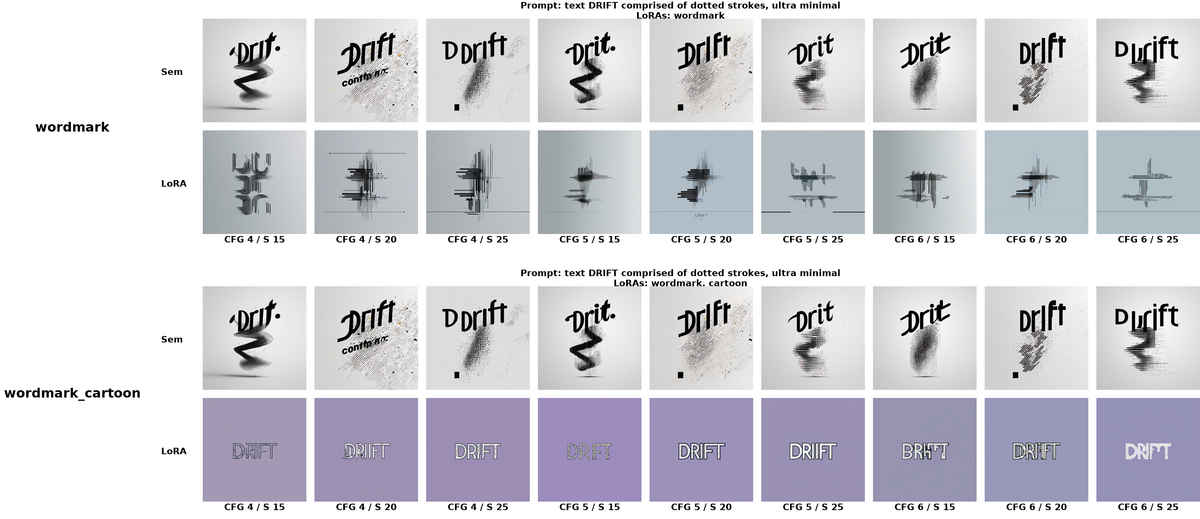 Prompt: text DRIFT comprised of dotted strokes, ultra minimal
LoRAs: wordmark
wordmark
Sem
Drit. Drift D Drift Drit. Drift Drit Drit Drift D Drift
LoRA
DRIFT
CFG 4 / S 15 CFG 4 / S 20 CFG 4 / S 25 CFG 5 / S 15 CFG 5 / S 20 CFG 5 / S 25 CFG 6 / S 15 CFG 6 / S 20 CFG 6 / S 25
Prompt: text DRIFT comprised of dotted strokes, ultra minimal
LoRAs: wordmark. cartoon
wordmark_cartoon
Sem
Drit. Drift D Drift Drit. Drift Drit Drit Drift D Drift
LoRA
DRIFT DRIIFT DRIFT DRIFT DRIFT DRIIFT DRIFT
CFG 4 / S 15 CFG 4 / S 20 CFG 4 / S 25 CFG 5 / S 15 CFG 5 / S 20 CFG 5 / S 25 CFG 6 / S 15 CFG 6 / S 20 CFG 6 / S 25